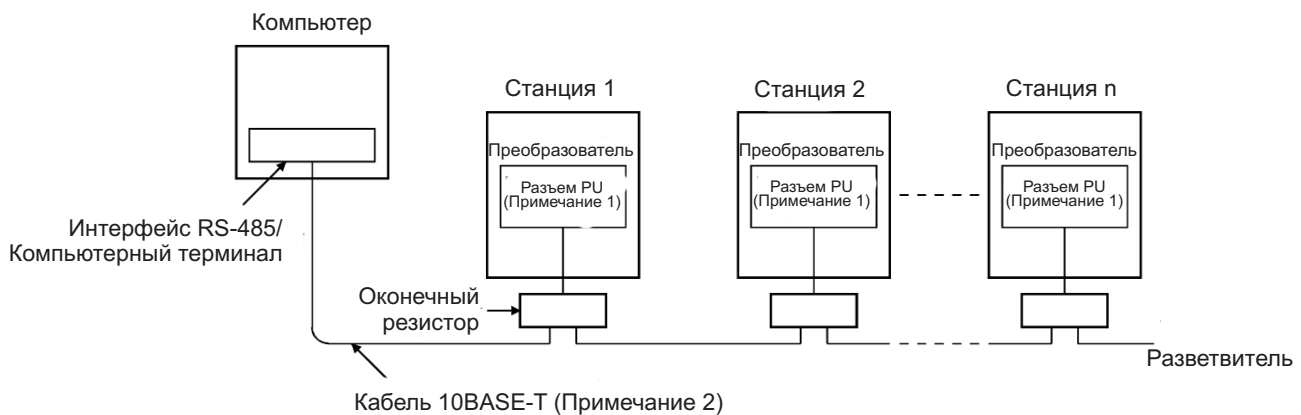 Компьютер
Станция 1
Станция 2
Станция n
Преобразователь
Преобразователь
Преобразователь
Разъем PU
(Примечание 1)
Разъем PU
(Примечание 1)
Разъем PU
(Примечание 1)
Интерфейс RS-485/
Компьютерный терминал
Оконечный
резистор
Разветвитель
Кабель 10BASE-T (Примечание 2)